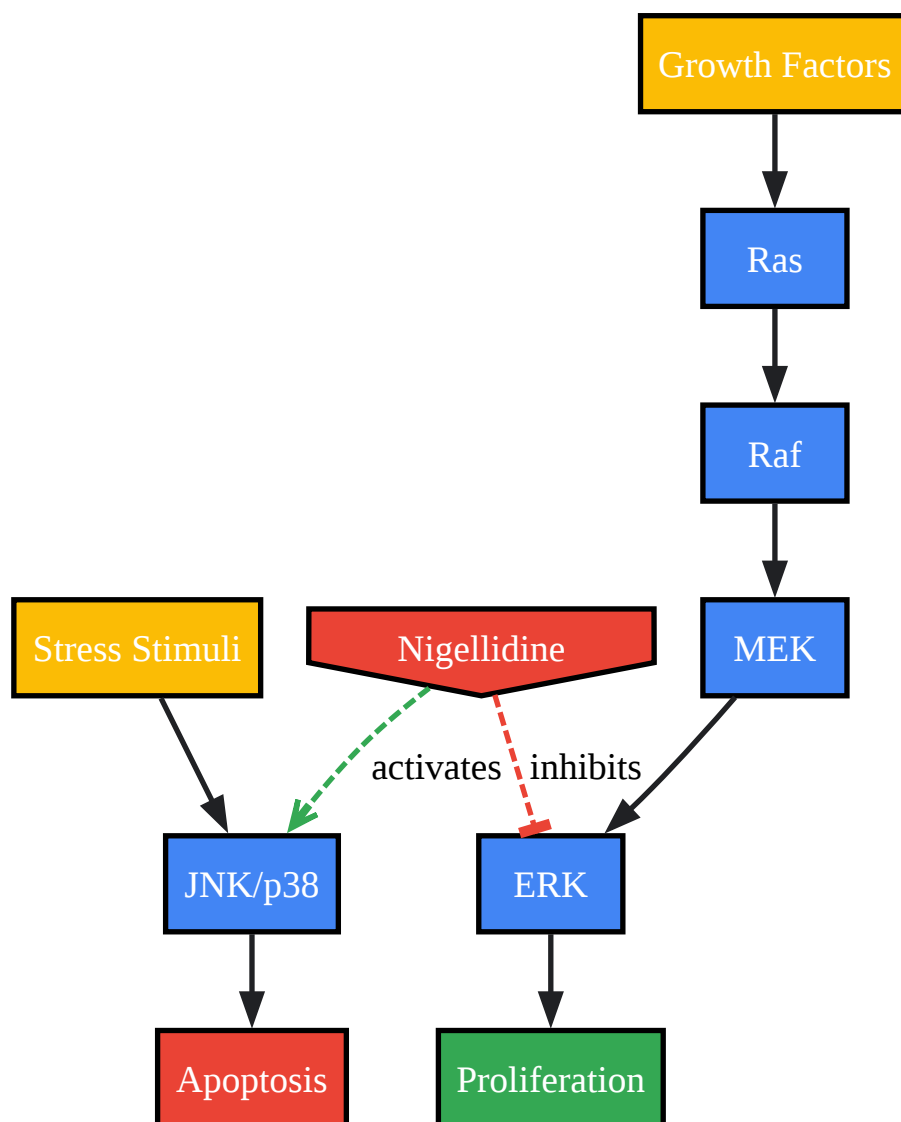 Growth Factors
Ras
Raf
Stress Stimuli
Nigellidine
MEK
activates
inhibits
JNK/p38
ERK
Apoptosis
Proliferation